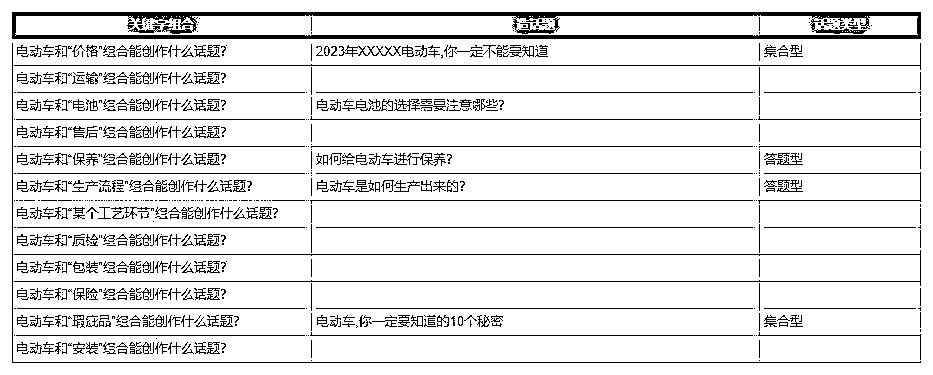 关键字组合 话题类型
电动车和"价格"组合能创作什么话题? 2023年XXXXX电动车,你一定不能要知道 集合型
电动车和"运输"组合能创作什么话题?
电动车和"电池"组合能创作什么话题? 电动车电池的选择需要注意哪些?
电动车和"售后"组合能创作什么话题?
电动车和"保养"组合能创作什么话题? 如何给电动车进行保养? 答题型
电动车和"生产流程"组合能创作什么话题? 电动车是如何生产出来的? 答题型
电动车和"某个工艺环节"组合能创作什么话题?
电动车和"质检"组合能创作什么话题?
电动车和"包装"组合能创作什么话题?
电动车和"保险"组合能创作什么话题?
电动车和"瑕疵品"组合能创作什么话题? 电动车,你一定要知道的10个秘密 集合型
电动车和"安装"组合能创作什么话题?